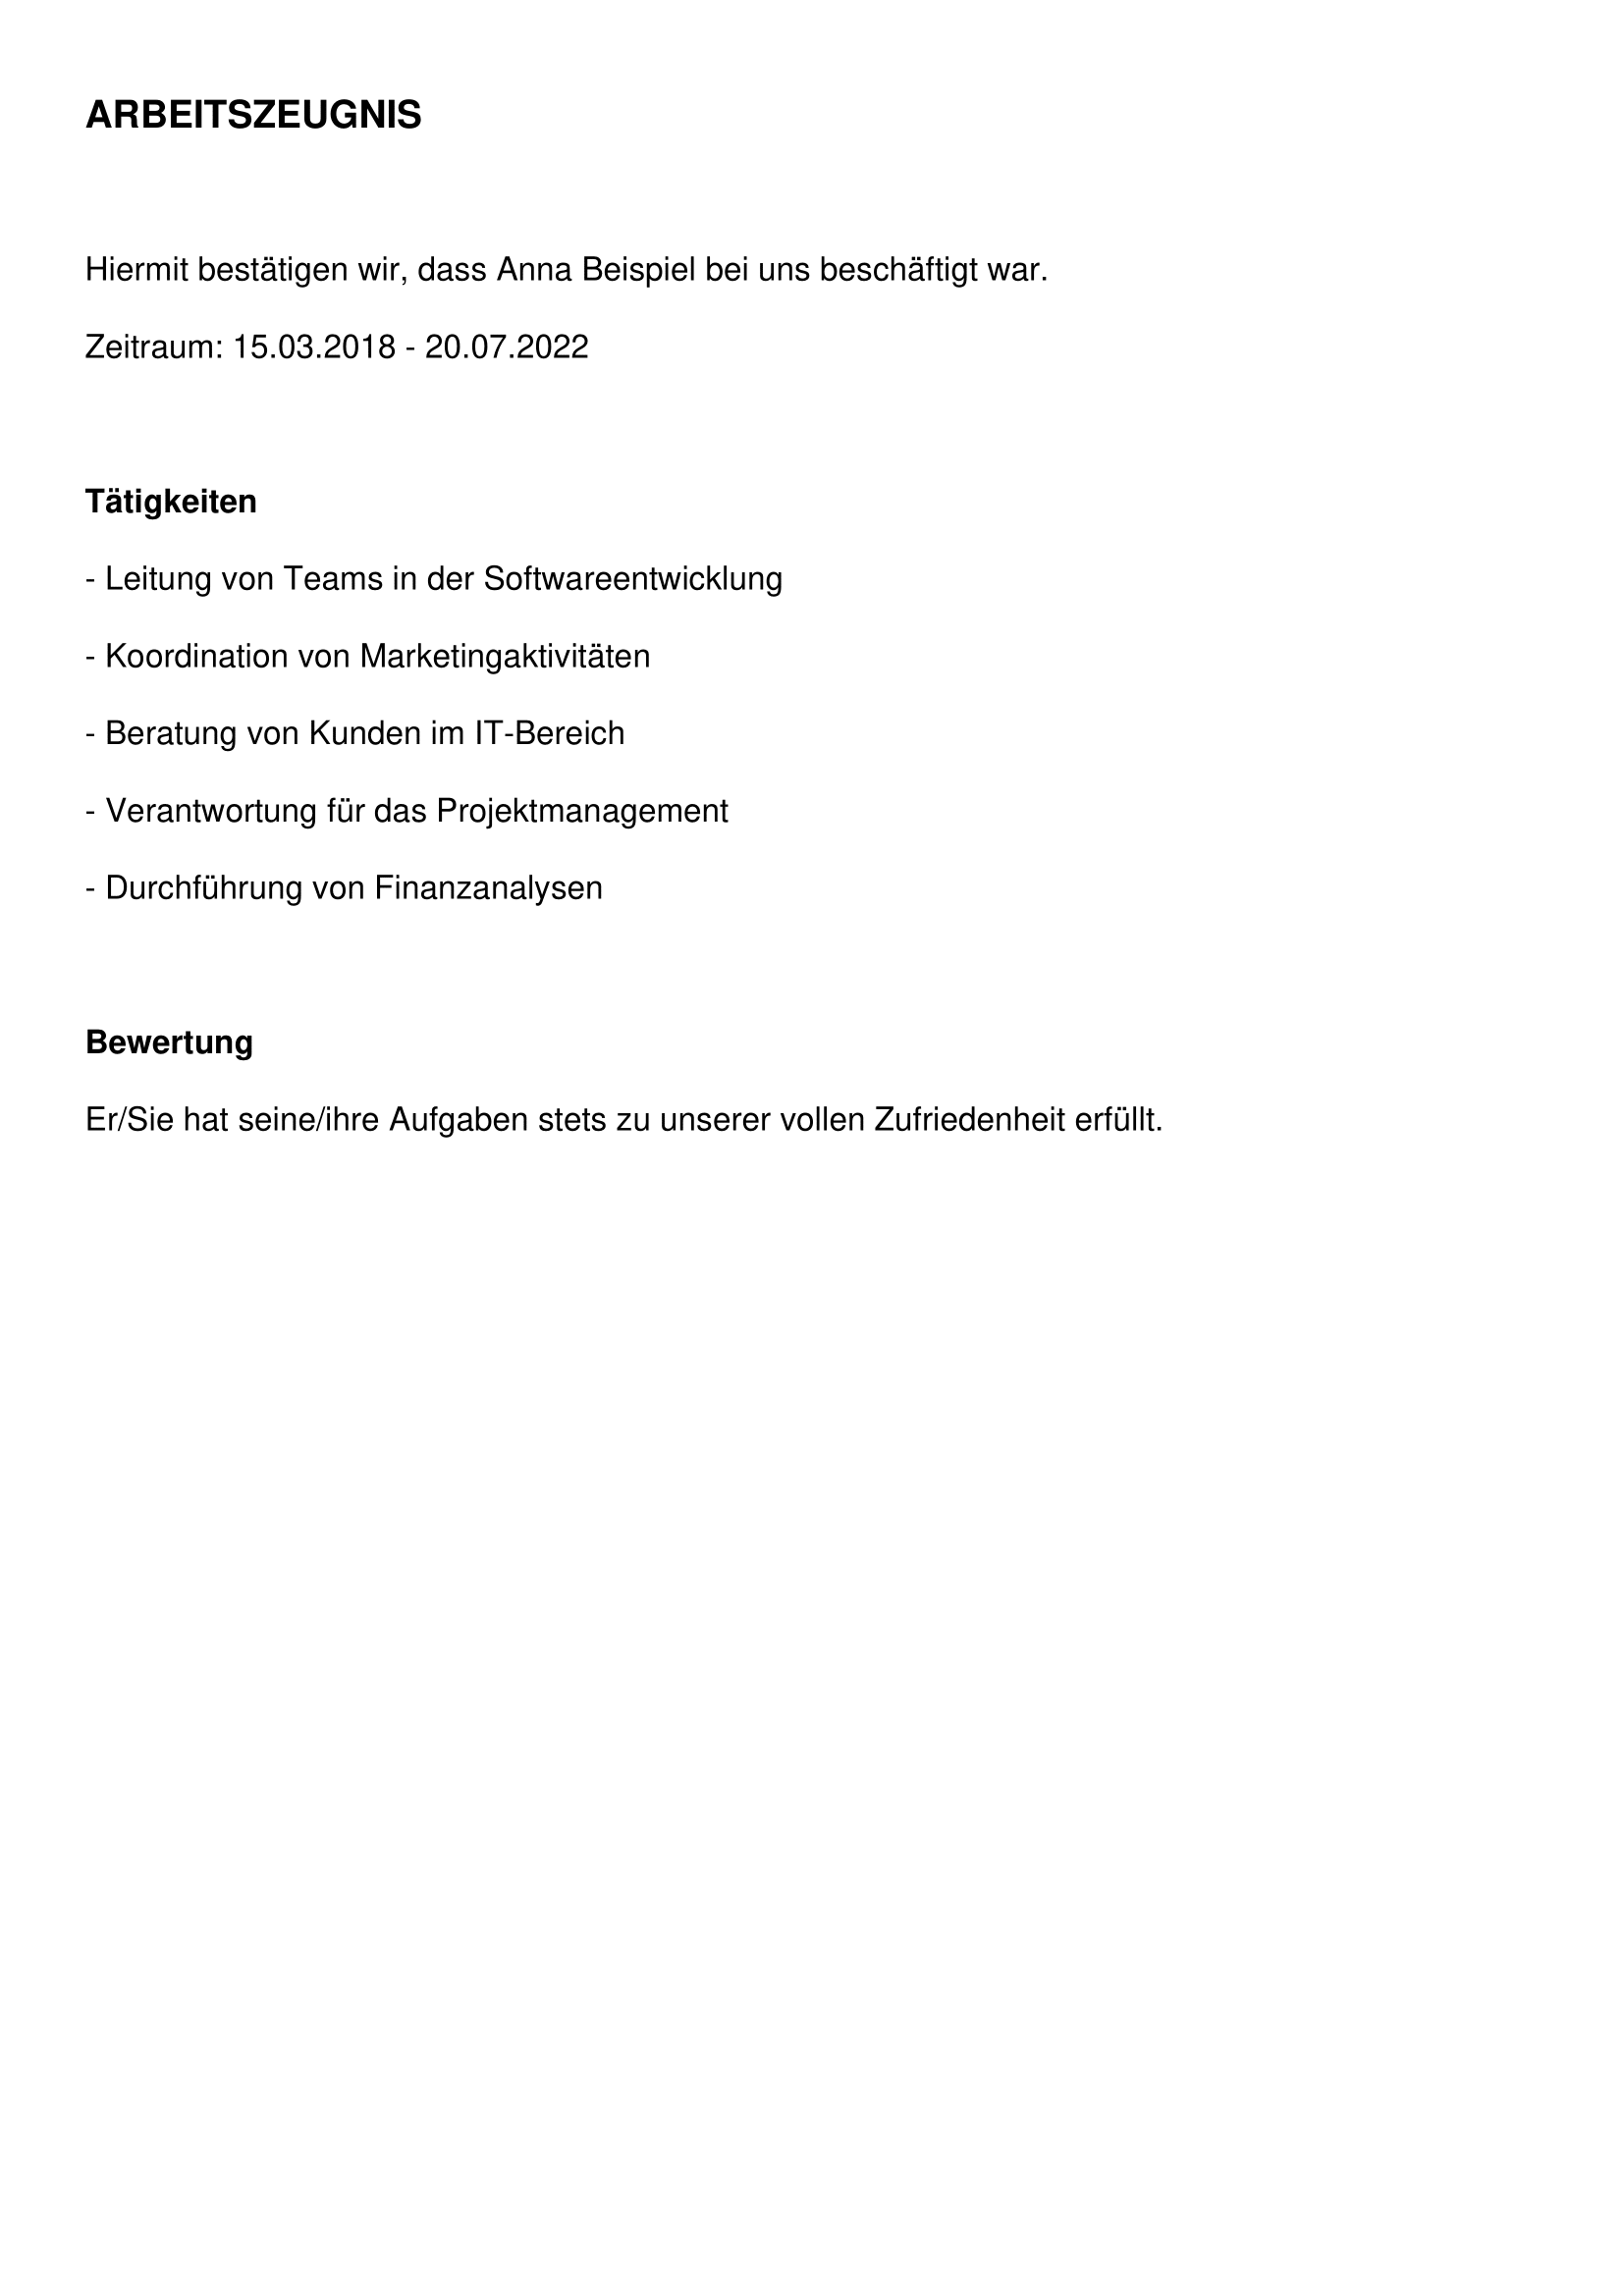 ARBEITSZEUGNIS
Hiermit bestätigen wir, dass Anna Beispiel bei uns beschäftigt war.
Zeitraum: 15.03.2018 - 20.07.2022
Tätigkeiten
- Leitung von Teams in der Softwareentwicklung
- Koordination von Marketingaktivitäten
- Beratung von Kunden im IT-Bereich
- Verantwortung für das Projektmanagement
- Durchführung von Finanzanalysen
Bewertung
Er/Sie hat seine/ihre Aufgaben stets zu unserer vollen Zufriedenheit erfüllt.